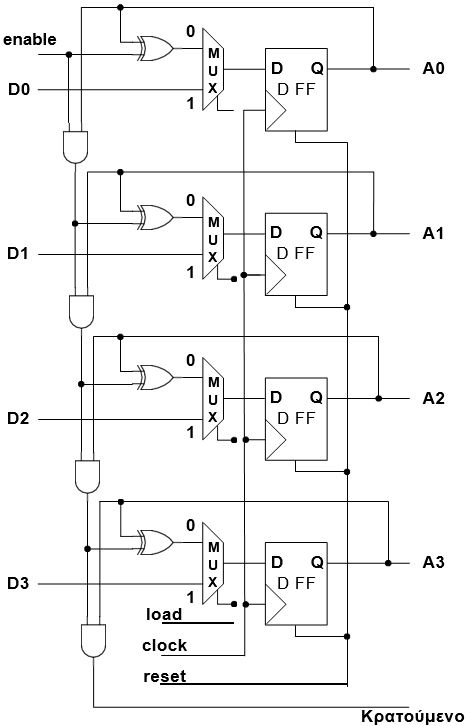 0
enable
M
U
X
D Q
A0
D0
D FF
1
0
M
U
X
D Q
A1
D1
D FF
1
0
M
U
X
D Q
A2
D2
D FF
1
0
M
U
X
D Q
A3
D3
D FF
1
load
clock
reset
Κρατούμενο